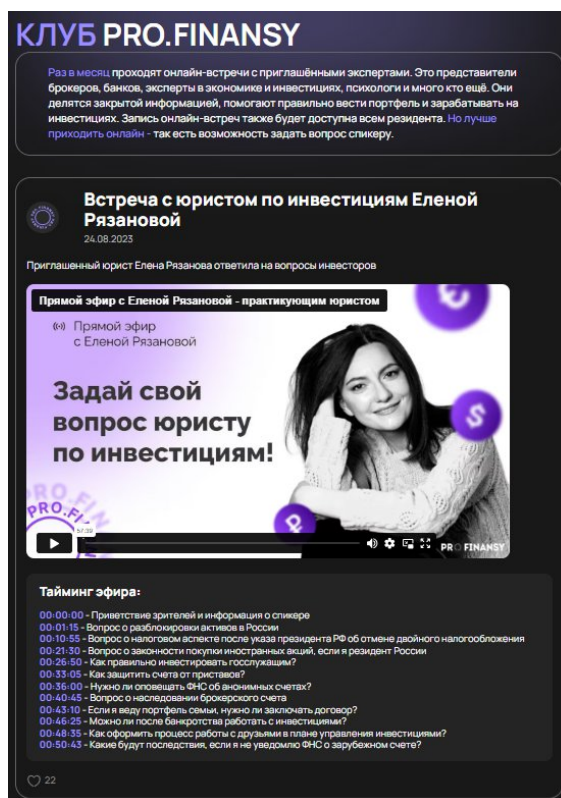 КЛУБ PRO.FINANSY
Раз в месяц проходят онлайн-встречи с приглашёнными экспертами. Это представители
брокеров, банков, эксперты в экономике и инвестициях, психологи и много кто ещё. Они
делятся закрытой информацией, помогают правильно вести портфель и зарабатывать на
инвестициях. Запись онлайн-встреч также будет доступна всем резидента. Но лучше
приходить онлайн - так есть возможность задать вопрос спикеру.
Встреча с юристом по инвестициям Еленой
Рязановой
24.08.2023
Приглашенный юрист Елена Рязанова ответила на вопросы инвесторов
Прямой эфир с Еленой Рязановой - практикующим юристом
Прямой эфир
с Еленой Рязановой
Задай свой
вопрос юристу
по инвестициям!
PRO.FIN
PRO.FI
57:39
PRO FINANSY
Тайминг эфира:
00:00:00 - Приветствие зрителей и информация о спикере
00:01:15 - Вопрос о разблокировки активов в России
00:10:55 - Вопрос о налоговом аспекте после указа президента РФ об отмене двойного налогообложения
00:21:30 - Вопрос о законности покупки иностранных акций, если я резидент России
00:26:50 - Как правильно инвестировать госслужащим?
00:33:05 - Как защитить счета от приставов?
00:36:00 - Нужно ли оповещать ФНС об анонимных счетах?
00:40:45 - Вопрос о наследовании брокерского счета
00:43:10 - Если я веду портфель семьи, нужно ли заключать договор?
00:46:25 - Можно ли после банкротства работать с инвестициями?
00:48:35 - Как оформить процесс работы с друзьями в плане управления инвестициями?
00:50:43 - Какие будут последствия, если я не уведомлю ФНС о зарубежном счете?
22